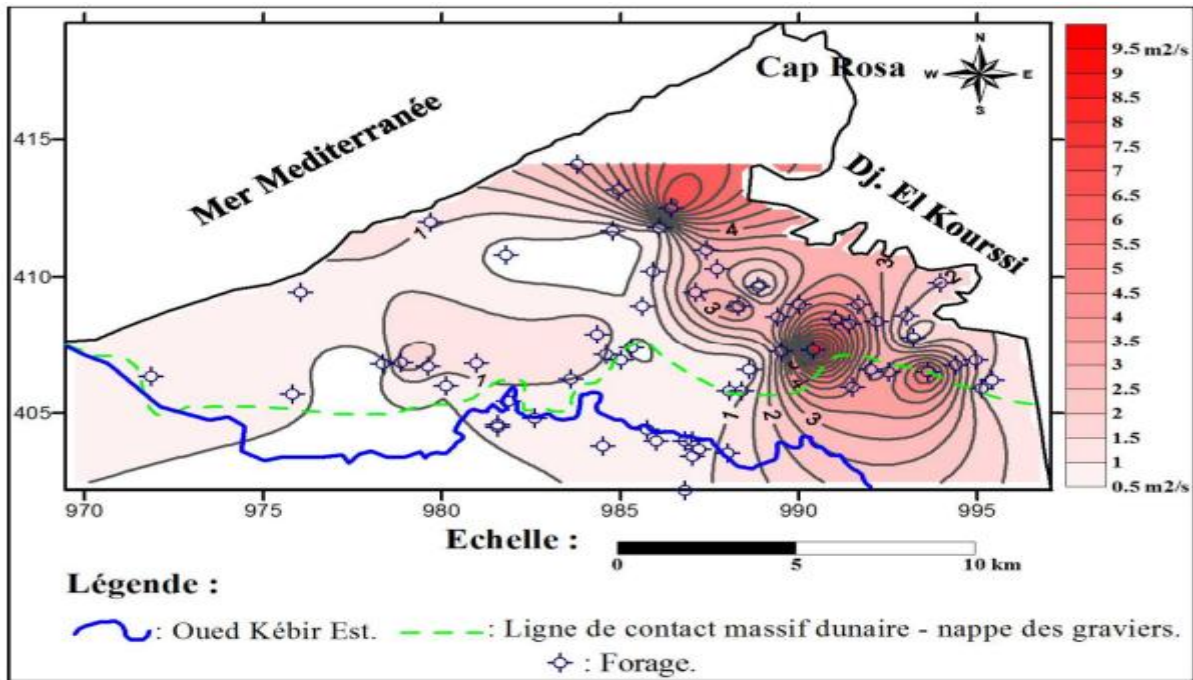 Cap Rosa
N
W E
S
Mer Mediterranée
Dj. El Kourssi
415
410
405
970 975 980 985 990 995
1
4
3
2
3
1
1
2
3
9.5 m2/s
9
8.5
8
7.5
7
6.5
6
5.5
5
4.5
4
3.5
3
2.5
2
1.5
1
0.5 m2/s
Echelle :
0 5 10 km
Légende :
: Oued Kébir Est.
: Ligne de contact massif dunaire - nappe des graviers.
: Forage.